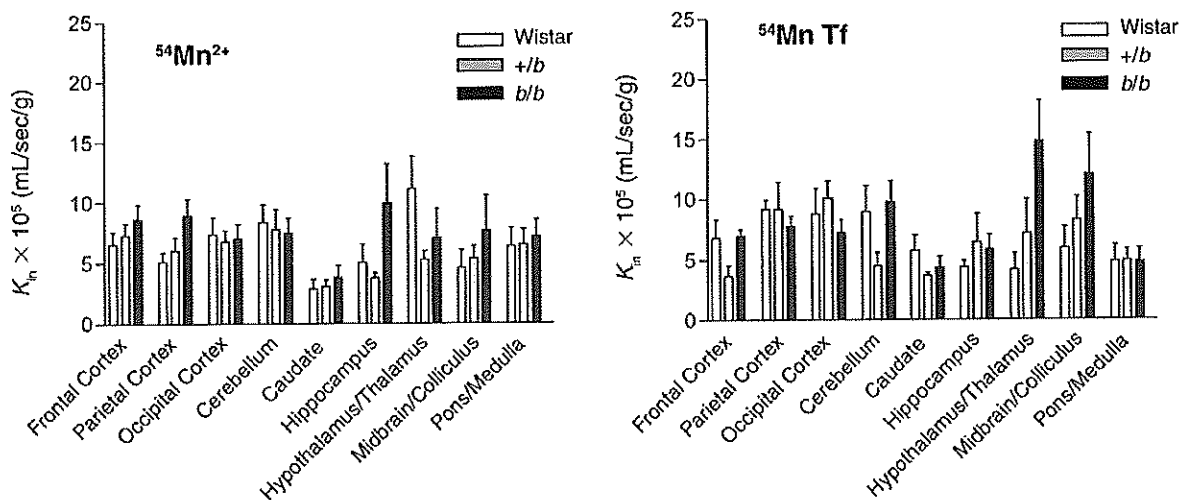 ⁵⁴Mn²⁺
Wistar
+/b
b/b
25
20
15
10
5
0
K_in × 10⁵ (mL/sec/g)
Frontal Cortex
Parietal Cortex
Occipital Cortex
Cerebellum
Caudate
Hippocampus
Hypothalamus/Thalamus
Midbrain/Colliculus
Pons/Medulla
⁵⁴Mn Tf
Wistar
+/b
b/b
25
20
15
10
5
0
K_in × 10⁵ (mL/sec/g)
Frontal Cortex
Parietal Cortex
Occipital Cortex
Cerebellum
Caudate
Hippocampus
Hypothalamus/Thalamus
Midbrain/Colliculus
Pons/Medulla